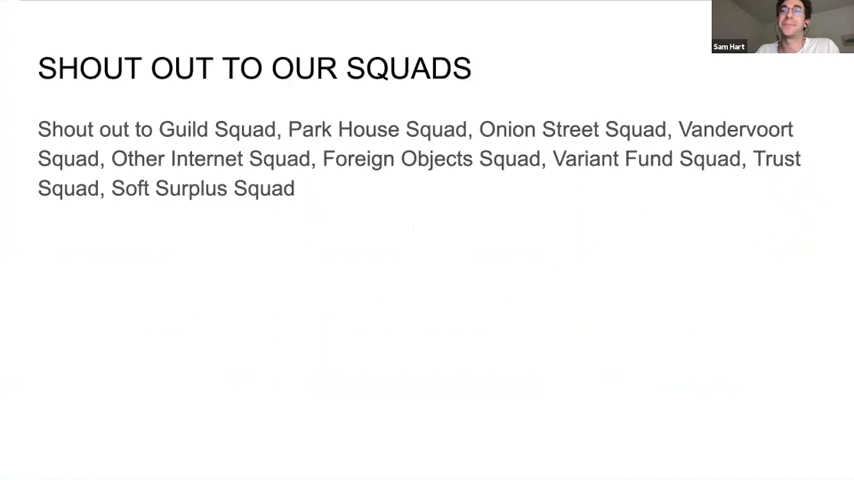 Sam Hart
SHOUT OUT TO OUR SQUADS
Shout out to Guild Squad, Park House Squad, Onion Street Squad, Vandervoort
Squad, Other Internet Squad, Foreign Objects Squad, Variant Fund Squad, Trust
Squad, Soft Surplus Squad